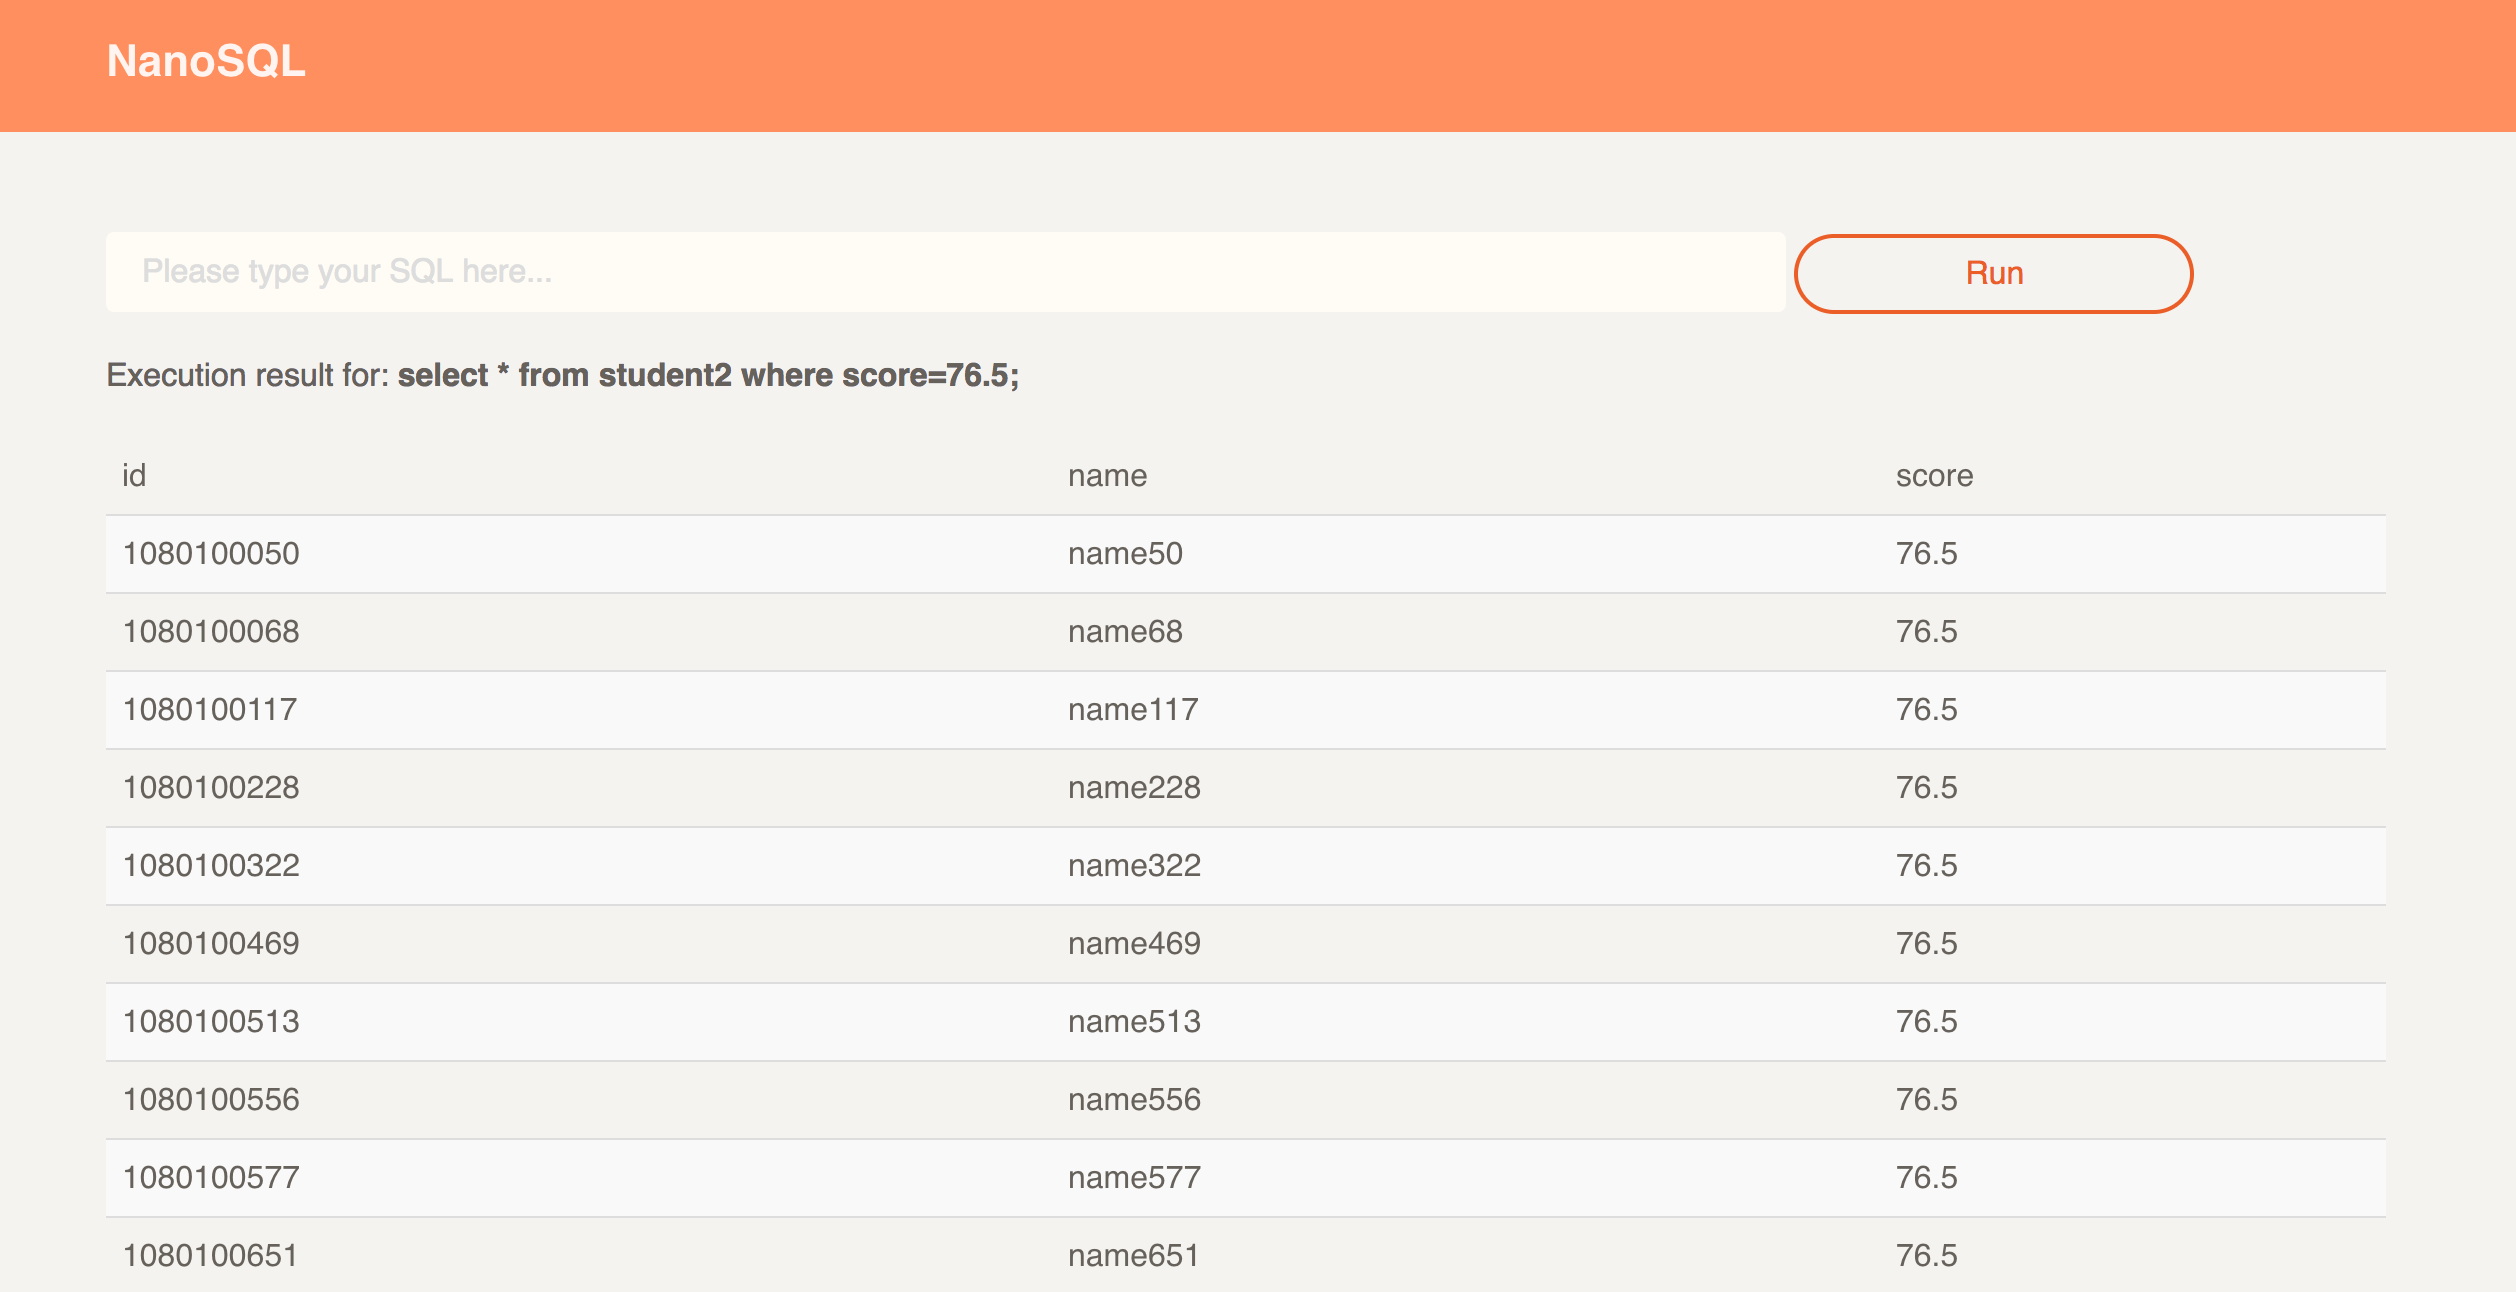 NanoSQL
Please type your SQL here... Run
Execution result for: select * from student2 where score=76.5;
id name score
1080100050 name50 76.5
1080100068 name68 76.5
1080100117 name117 76.5
1080100228 name228 76.5
1080100322 name322 76.5
1080100469 name469 76.5
1080100513 name513 76.5
1080100556 name556 76.5
1080100577 name577 76.5
1080100651 name651 76.5